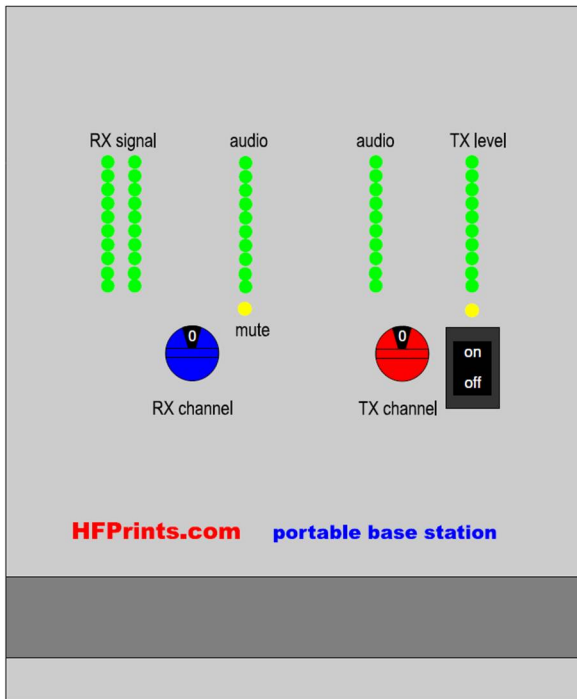 RX signal
audio
audio
TX level
mute
0
0
on
off
RX channel
TX channel
HFPrints.com portable base station